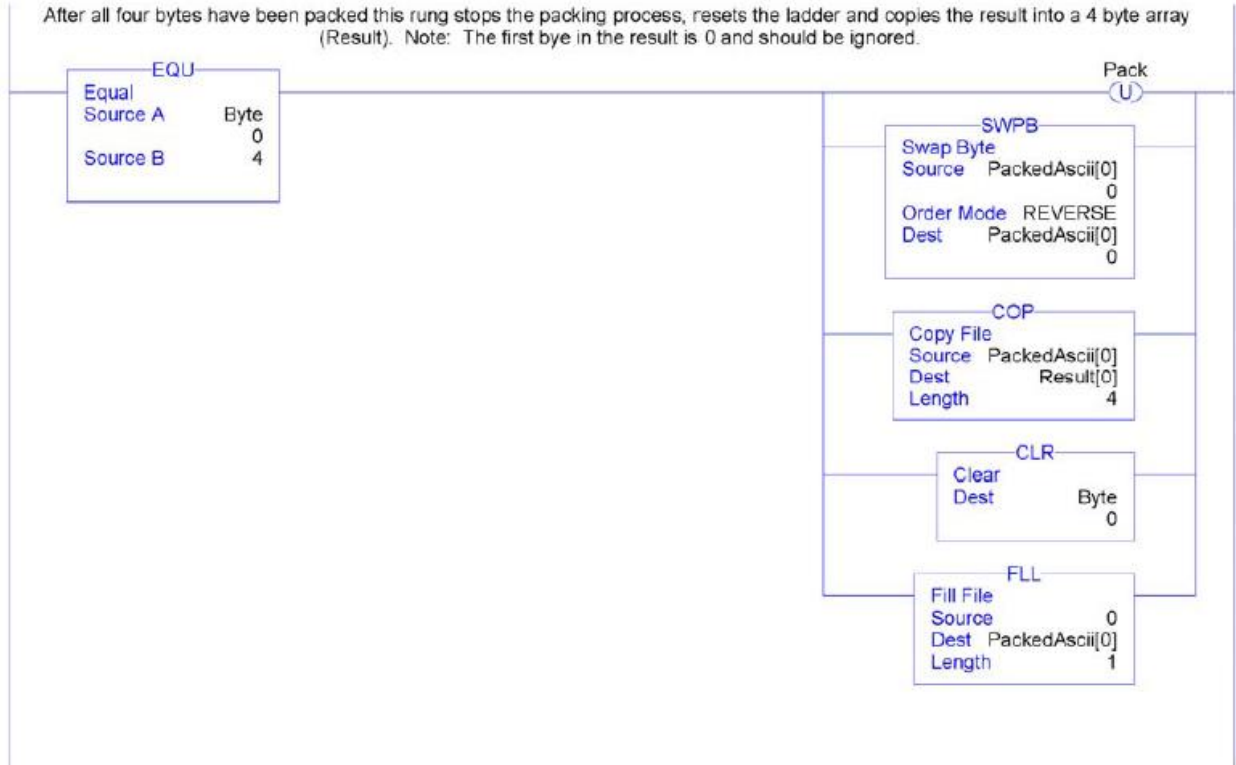 After all four bytes have been packed this rung stops the packing process, resets the ladder and copies the result into a 4 byte array
(Result). Note: The first bye in the result is 0 and should be ignored.
EQU
Equal
Source A Byte
0
Source B 4
Pack
(U)
SWPB
Swap Byte
Source PackedAscii[0]
0
Order Mode REVERSE
Dest PackedAscii[0]
0
COP
Copy File
Source PackedAscii[0]
Dest Result[0]
Length 4
CLR
Clear
Dest Byte
0
FLL
Fill File
Source 0
Dest PackedAscii[0]
Length 1